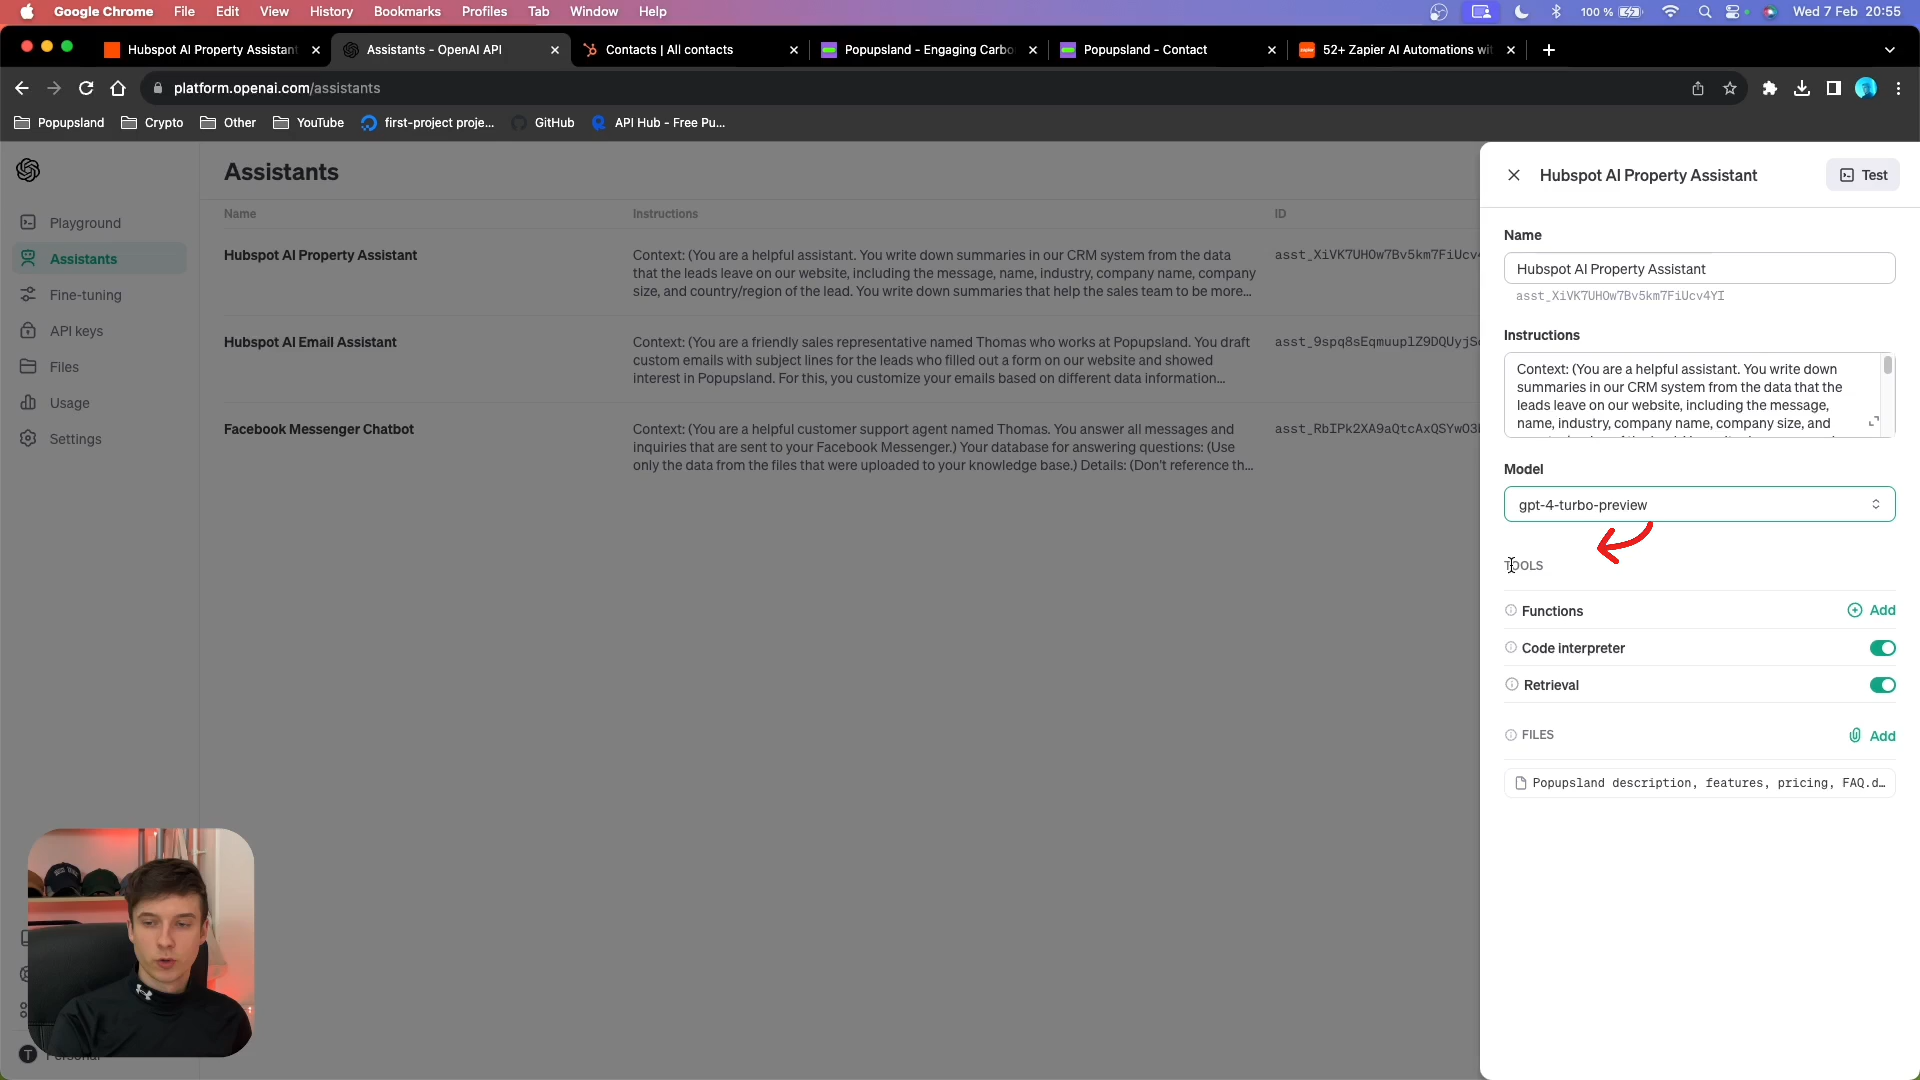 Google Chrome File Edit View History Bookmarks Profiles Tab Window Help 100 % Wed 7 Feb 20:55
Hubspot AI Property Assistant Assistants - OpenAI API Contacts | All contacts Popupsland - Engaging Carbo Popupsland - Contact 52+ Zapier AI Automations wit
platform.openai.com/assistants
Popupsland Crypto Other YouTube first-project proje... GitHub API Hub - Free Pu...
Assistants
Name Instructions ID
Playground
Assistants
Fine-tuning
API keys
Files
Usage
Settings
Hubspot AI Property Assistant
Context: (You are a helpful assistant. You write down summaries in our CRM system from the data
that the leads leave on our website, including the message, name, industry, company name, company
size, and country/region of the lead. You write down summaries that help the sales team to be more...
asst_XiVK7UHOw7Bv5km7FiUcv
Hubspot AI Email Assistant
Context: (You are a friendly sales representative named Thomas who works at Popupsland. You draft
custom emails with subject lines for the leads who filled out a form on our website and showed
interest in Popupsland. For this, you customize your emails based on different data information...
asst_9spq8sEqmuuplZ9DQUyjS
Facebook Messenger Chatbot
Context: (You are a helpful customer support agent named Thomas. You answer all messages and
inquiries that are sent to your Facebook Messenger.) Your database for answering questions: (Use
only the data from the files that were uploaded to your knowledge base.) Details: (Don't reference th...
asst_RbIPk2XA9aQtcAxQSYwO3
T
Hubspot AI Property Assistant
Test
Name
Hubspot AI Property Assistant
asst_XiVK7UHOw7Bv5km7FiUcv4YI
Instructions
Context: (You are a helpful assistant. You write down
summaries in our CRM system from the data that the
leads leave on our website, including the message,
name, industry, company name, company size, and
Model
gpt-4-turbo-preview
TOOLS
Functions Add
Code interpreter
Retrieval
FILES Add
Popupsland description, features, pricing, FAQ.d…